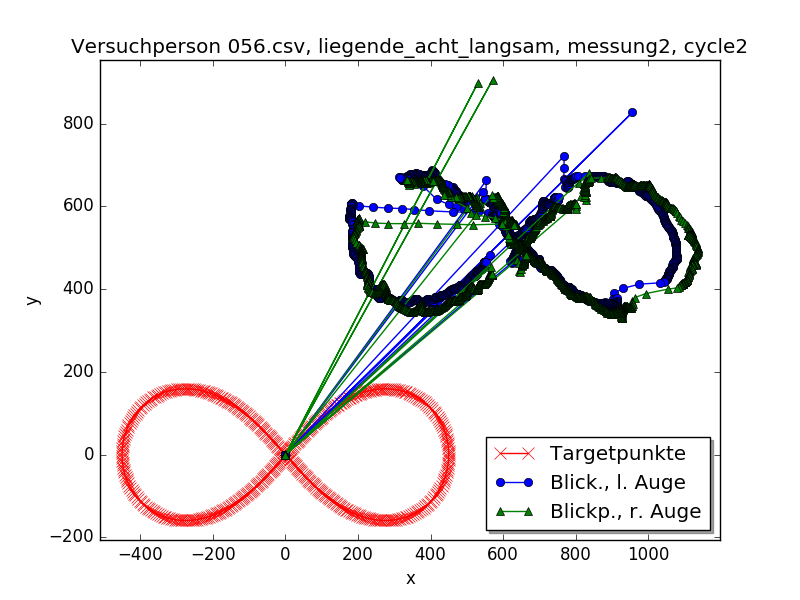 Versuchperson 056.csv, liegende_acht_langsam, messung2, cycle2
y
800
600
400
200
0
−200
−400
−200
0
200
400
600
800
1000
x
Targetpunkte
Blick., l. Auge
Blickp., r. Auge